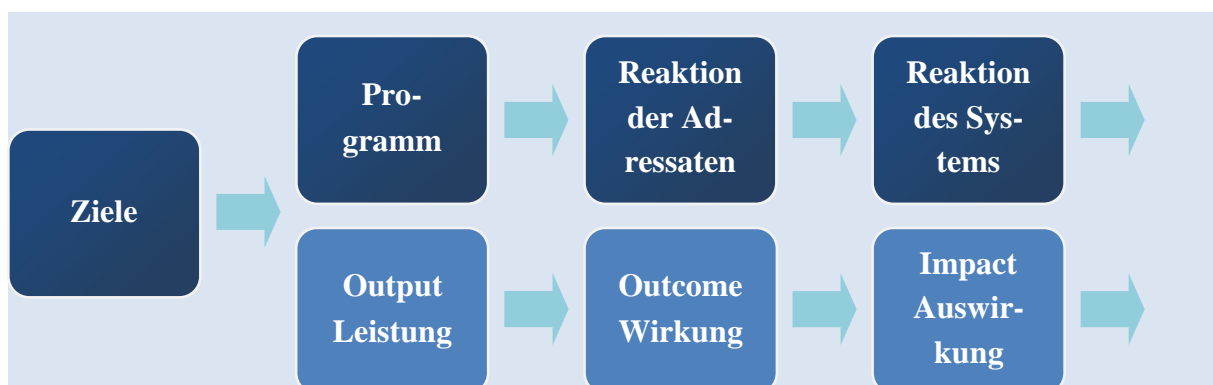 Ziele
Pro-
gramm
Reaktion
der Ad-
ressaten
Reaktion
des Sys-
tems
Output
Leistung
Outcome
Wirkung
Impact
Auswir-
kung